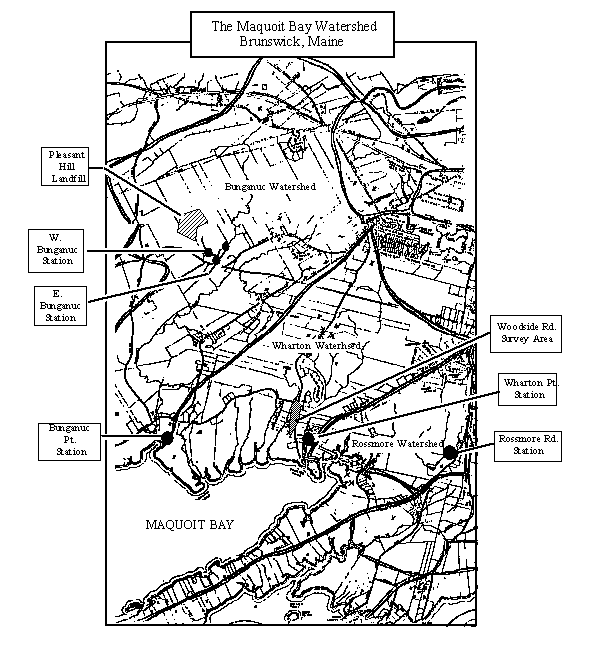 The Maquoit Bay Watershed
Brunswick, Maine
Pleasant
Hill
Landfill
Bunganuc Watershed
W.
Bunganuc
Station
E.
Bunganuc
Station
Woodside Rd.
Survey Area
Wharton Watershed
Wharton Pt.
Station
Bunganuc
Pt.
Station
Rossmore Watershed
Rossmore Rd.
Station
MAQUOIT BAY